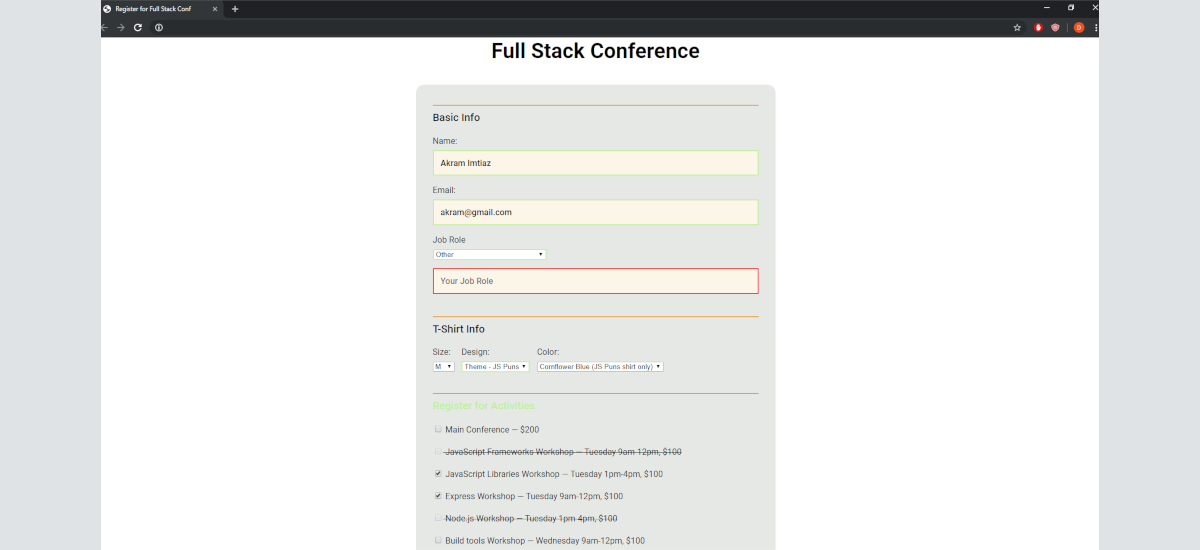 Register for Full Stack Conf
Full Stack Conference
Basic Info
Name:
Akram Imtiaz
Email:
akram@gmail.com
Job Role
Other
Your Job Role
T-Shirt Info
Size: Design: Color:
M Theme - JS Puns Cornflower Blue (JS Puns shirt only)
Register for Activities
Main Conference — $200
JavaScript Frameworks Workshop — Tuesday 9am-12pm, $100
JavaScript Libraries Workshop — Tuesday 1pm-4pm, $100
Express Workshop — Tuesday 9am-12pm, $100
Node.js Workshop — Tuesday 1pm-4pm, $100
Build tools Workshop — Wednesday 9am-12pm, $100